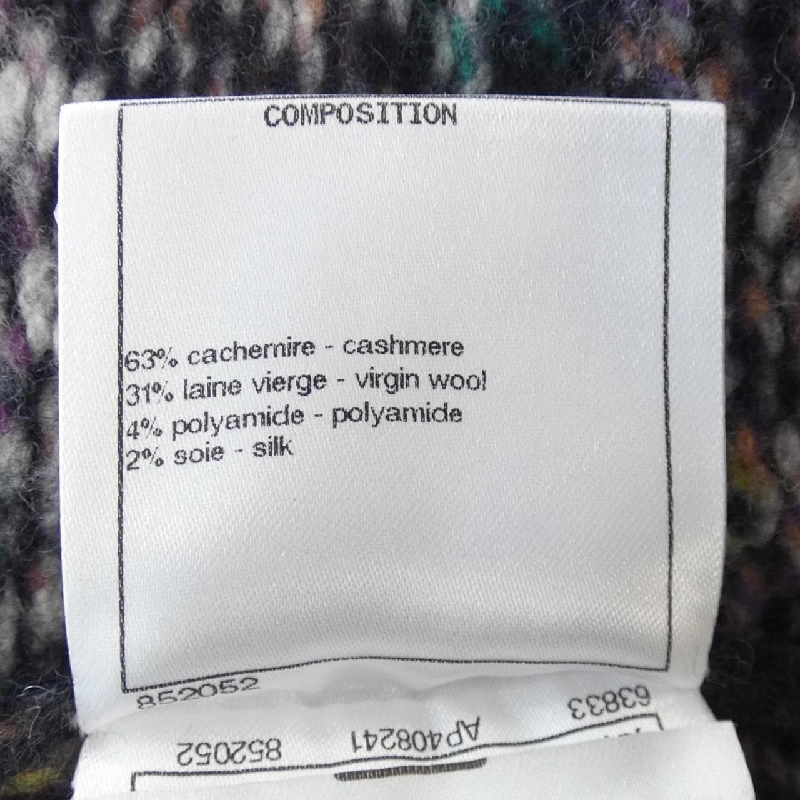 COMPOSITION
63% cachemire - cashmere
31% laine vierge - virgin wool
4% polyamide - polyamide
2% soie - silk
852052
63833
AP408241
852052